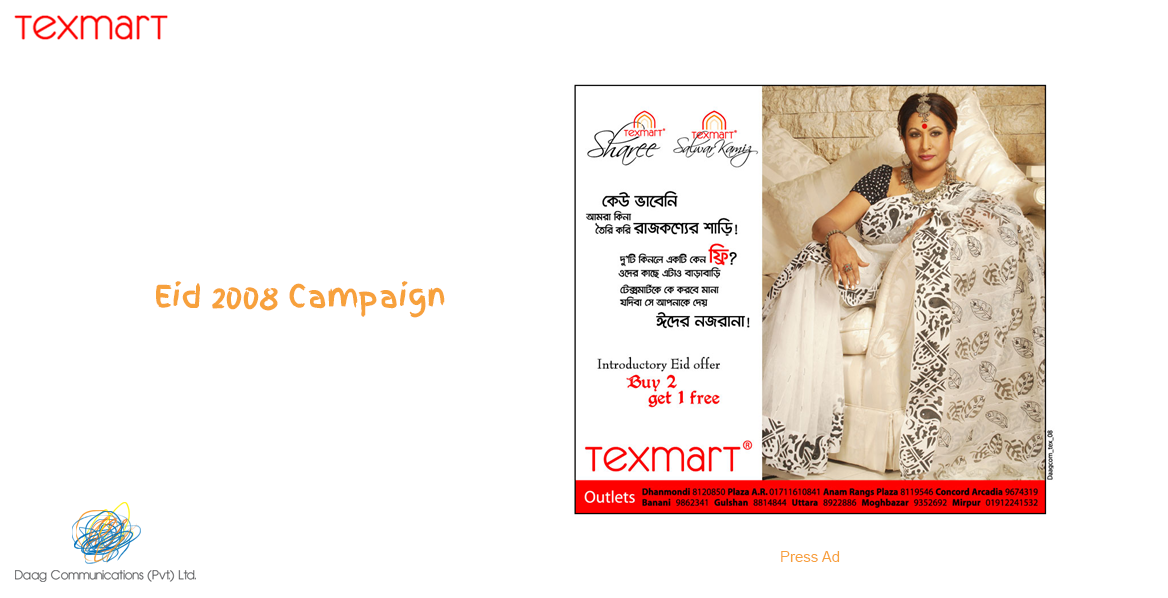 Texmart
Eid 2008 Campaign
Texmart®
Sharee
Texmart®
Salwar Kamiz
কেউ ভাবেনি
আমরা কিনা
তৈরি করি রাজকণ্যের শাড়ি!
দু'টি কিনলে একটি কেন ফ্রি?
ওদের কাছে এটাও বাড়াবাড়ি
টেক্সমার্টকে কে করবে মানা
যদিবা সে আপনাকে দেয়
ঈদের নজরানা!
Introductory Eid offer
Buy 2
get 1 free
Texmart®
Outlets
Dhanmondi 8120850 Plaza A.R. 01711610841 Anam Rangs Plaza 8119546 Concord Arcadia 9674319
Banani 9862341 Gulshan 8814844 Uttara 8922886 Moghbazar 9352692 Mirpur 01912241532
Daagcom_tex_08
Press Ad
Daag Communications (Pvt) Ltd.